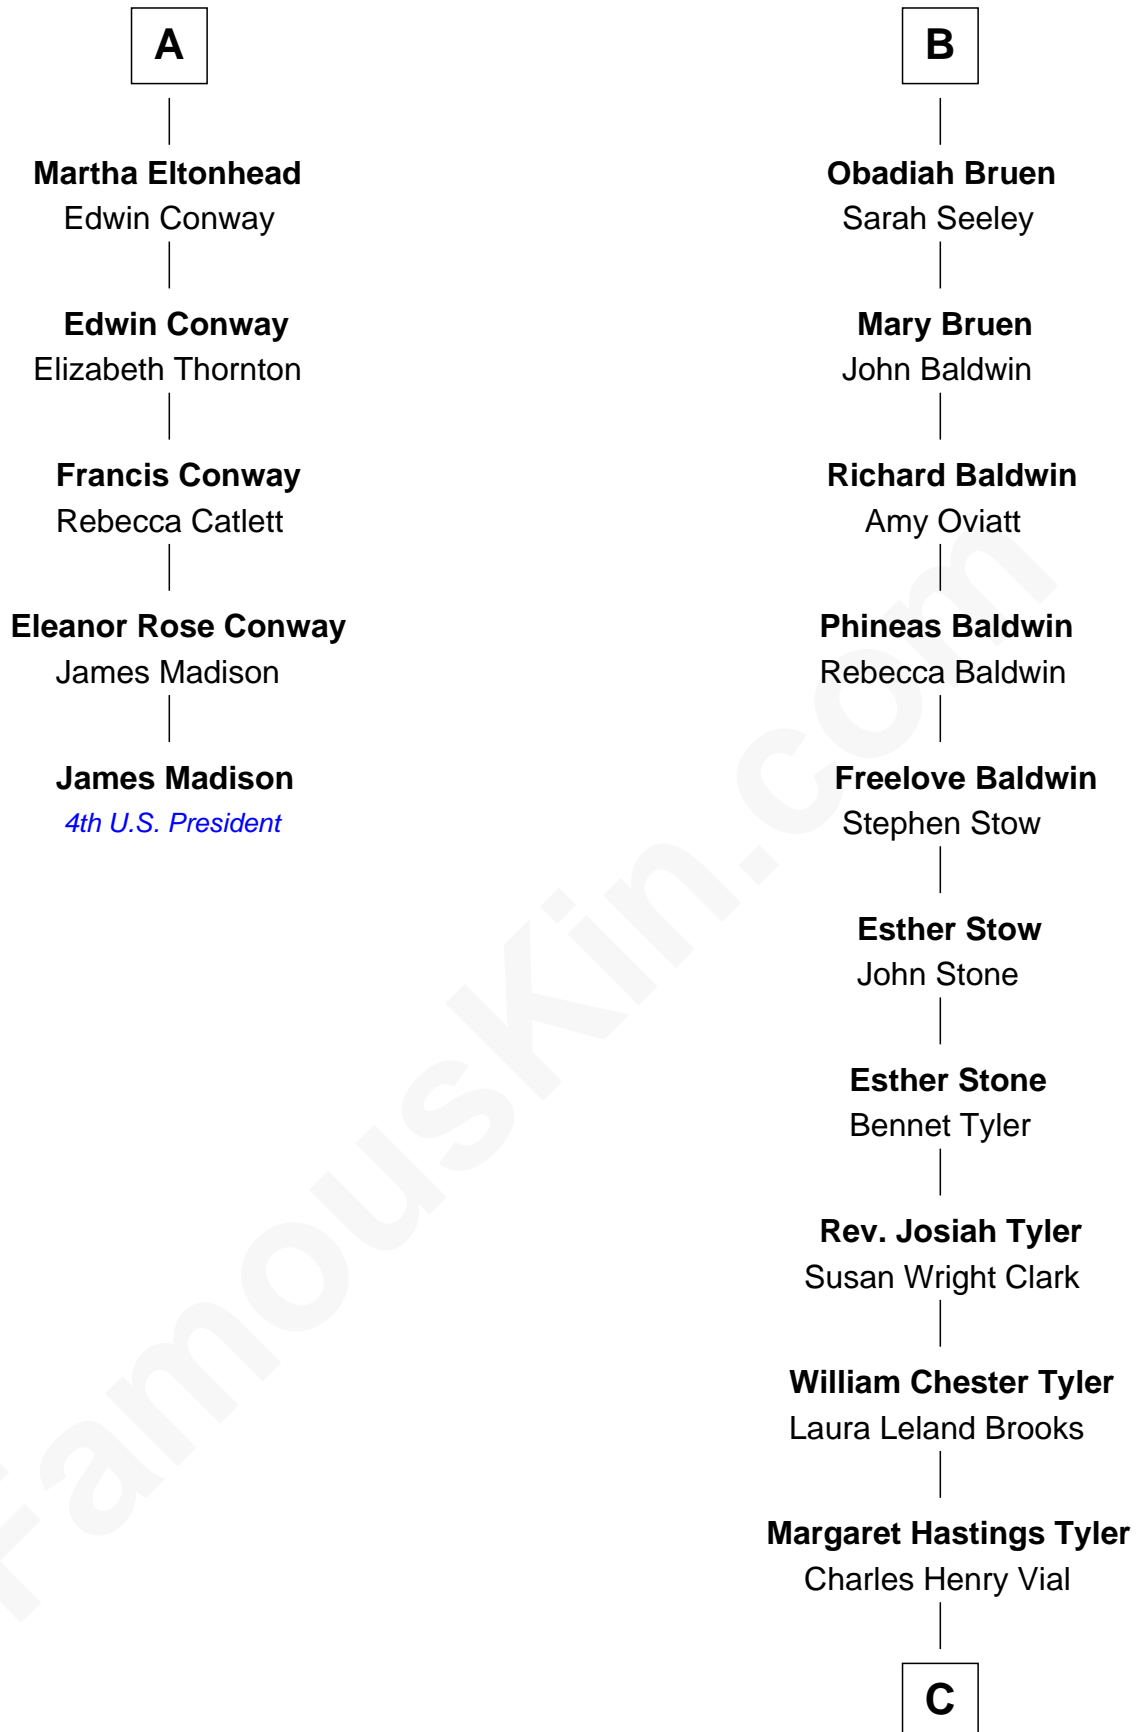 A
Martha Eltonhead
Edwin Conway
Edwin Conway
Elizabeth Thornton
Francis Conway
Rebecca Catlett
Eleanor Rose Conway
James Madison
James Madison
4th U.S. President
B
Obadiah Bruen
Sarah Seeley
Mary Bruen
John Baldwin
Richard Baldwin
Amy Oviatt
Phineas Baldwin
Rebecca Baldwin
Freelove Baldwin
Stephen Stow
Esther Stow
John Stone
Esther Stone
Bennet Tyler
Rev. Josiah Tyler
Susan Wright Clark
William Chester Tyler
Laura Leland Brooks
Margaret Hastings Tyler
Charles Henry Vial
C
FamousKin.com